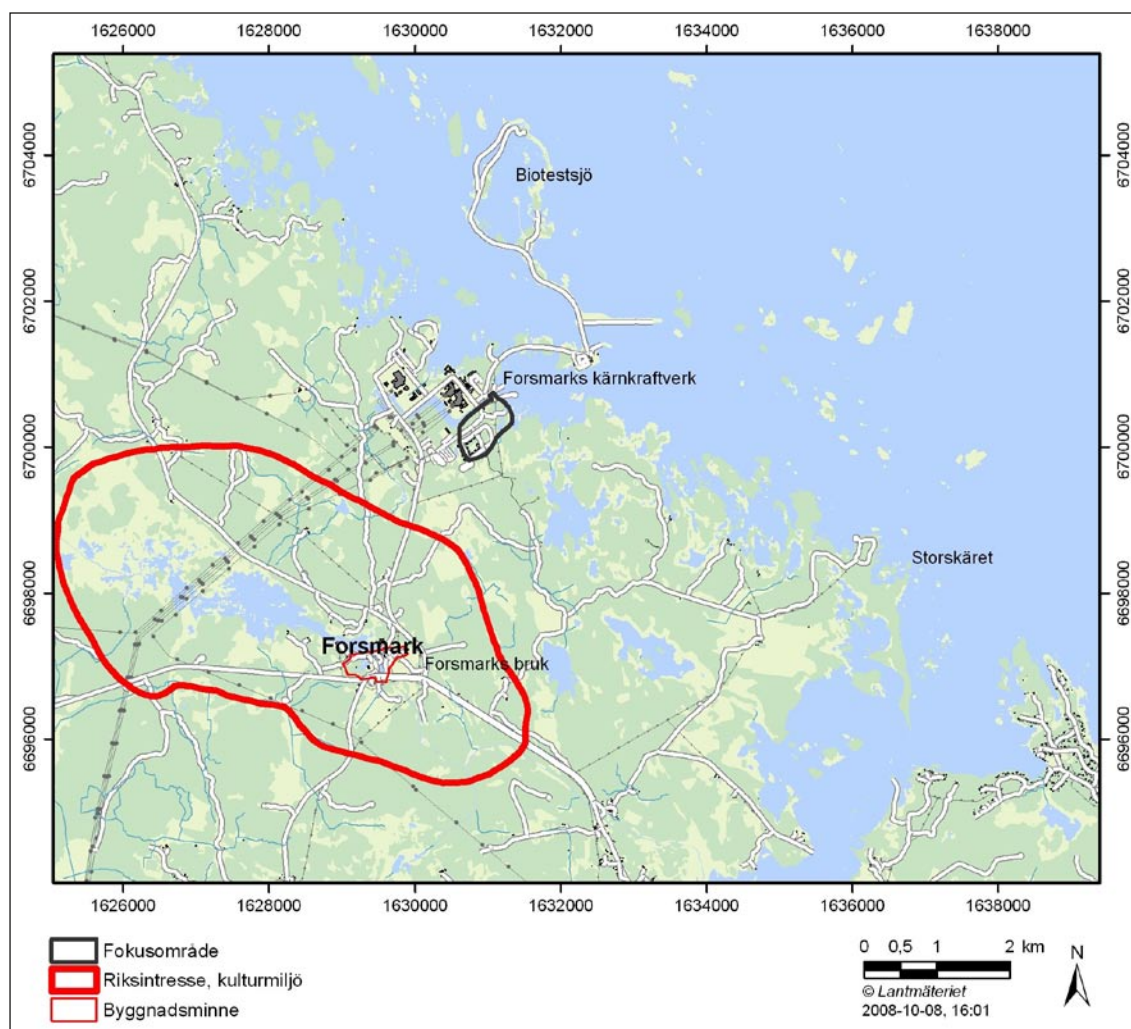 1626000 1628000 1630000 1632000 1634000 1636000 1638000
6704000 6704000
Biotestsjö
6702000 6702000
Forsmarks kärnkraftverk
6700000 6700000
Storskäret
6698000 6698000
Forsmark
Forsmarks bruk
6696000 6696000
1626000 1628000 1630000 1632000 1634000 1636000 1638000
Fokusområde
Riksintresse, kulturmiljö
Byggnadsminne
0 0,5 1 2 km
N
© Lantmäteriet
2008-10-08, 16:01